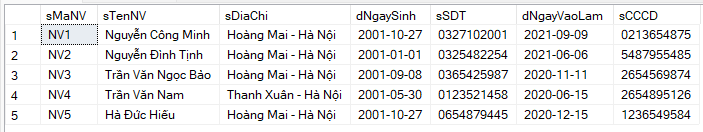 sMaNV sTenNV sDiaChi dNgaySinh sSDT dNgayVaoLam sCCCD
1 NV1 Nguyễn Công Minh Hoàng Mai - Hà Nội 2001-10-27 0327102001 2021-09-09 0213654875
2 NV2 Nguyễn Đình Tịnh Hoàng Mai - Hà Nội 2001-01-01 0325482254 2021-06-06 5487955485
3 NV3 Trần Văn Ngọc Bảo Hoàng Mai - Hà Nội 2001-09-08 0365425987 2020-11-11 2654569874
4 NV4 Trần Văn Nam Thanh Xuân - Hà Nội 2001-05-30 0123521458 2020-06-15 2654895126
5 NV5 Hà Đức Hiếu Hoàng Mai - Hà Nội 2001-10-27 0654879445 2020-12-15 1236549584